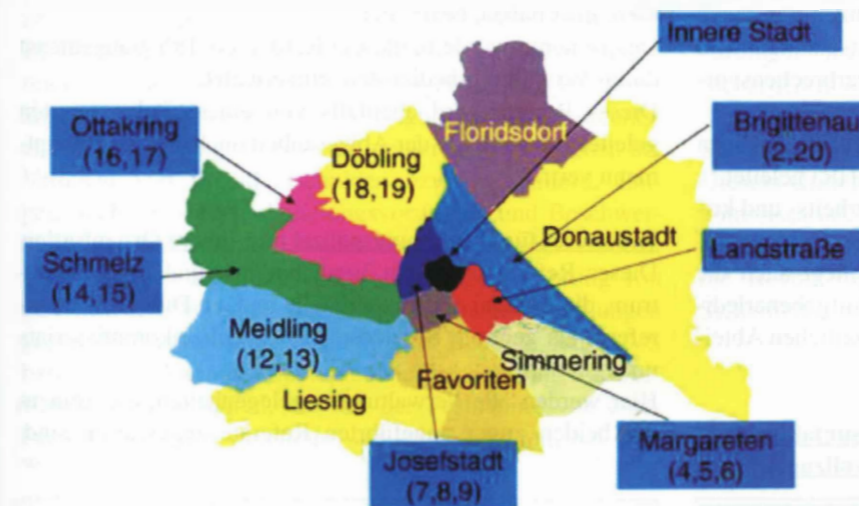 Innere Stadt
Ottakring
(16,17)
Floridsdorf
Brigittenau
(2,20)
Döbling
(18,19)
Donaustadt
Landstraße
Schmelz
(14,15)
Meidling
(12,13)
Simmering
Favoriten
Liesing
Margareten
(4,5,6)
Josefstadt
(7,8,9)